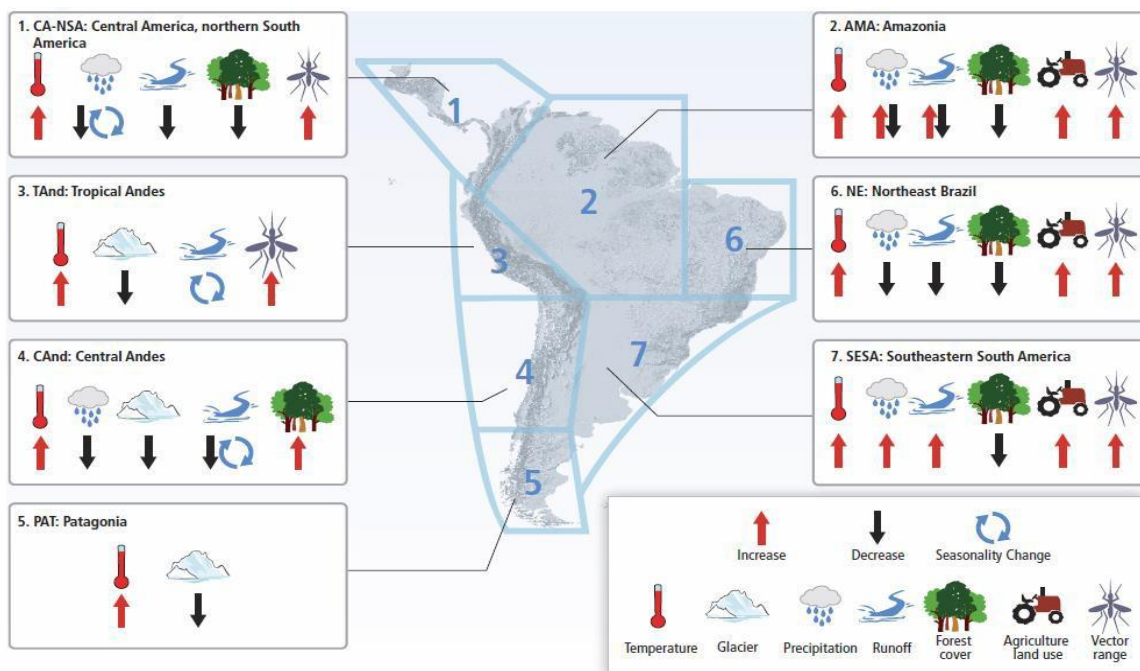 1. CA-NSA: Central America, northern South
America
2. AMA: Amazonia
3. TAnd: Tropical Andes
6. NE: Northeast Brazil
4. CAnd: Central Andes
7. SESA: Southeastern South America
5. PAT: Patagonia
1
2
3
6
4
7
5
Increase
Decrease
Seasonality Change
Temperature
Glacier
Precipitation
Runoff
Forest
cover
Agriculture
land use
Vector
range